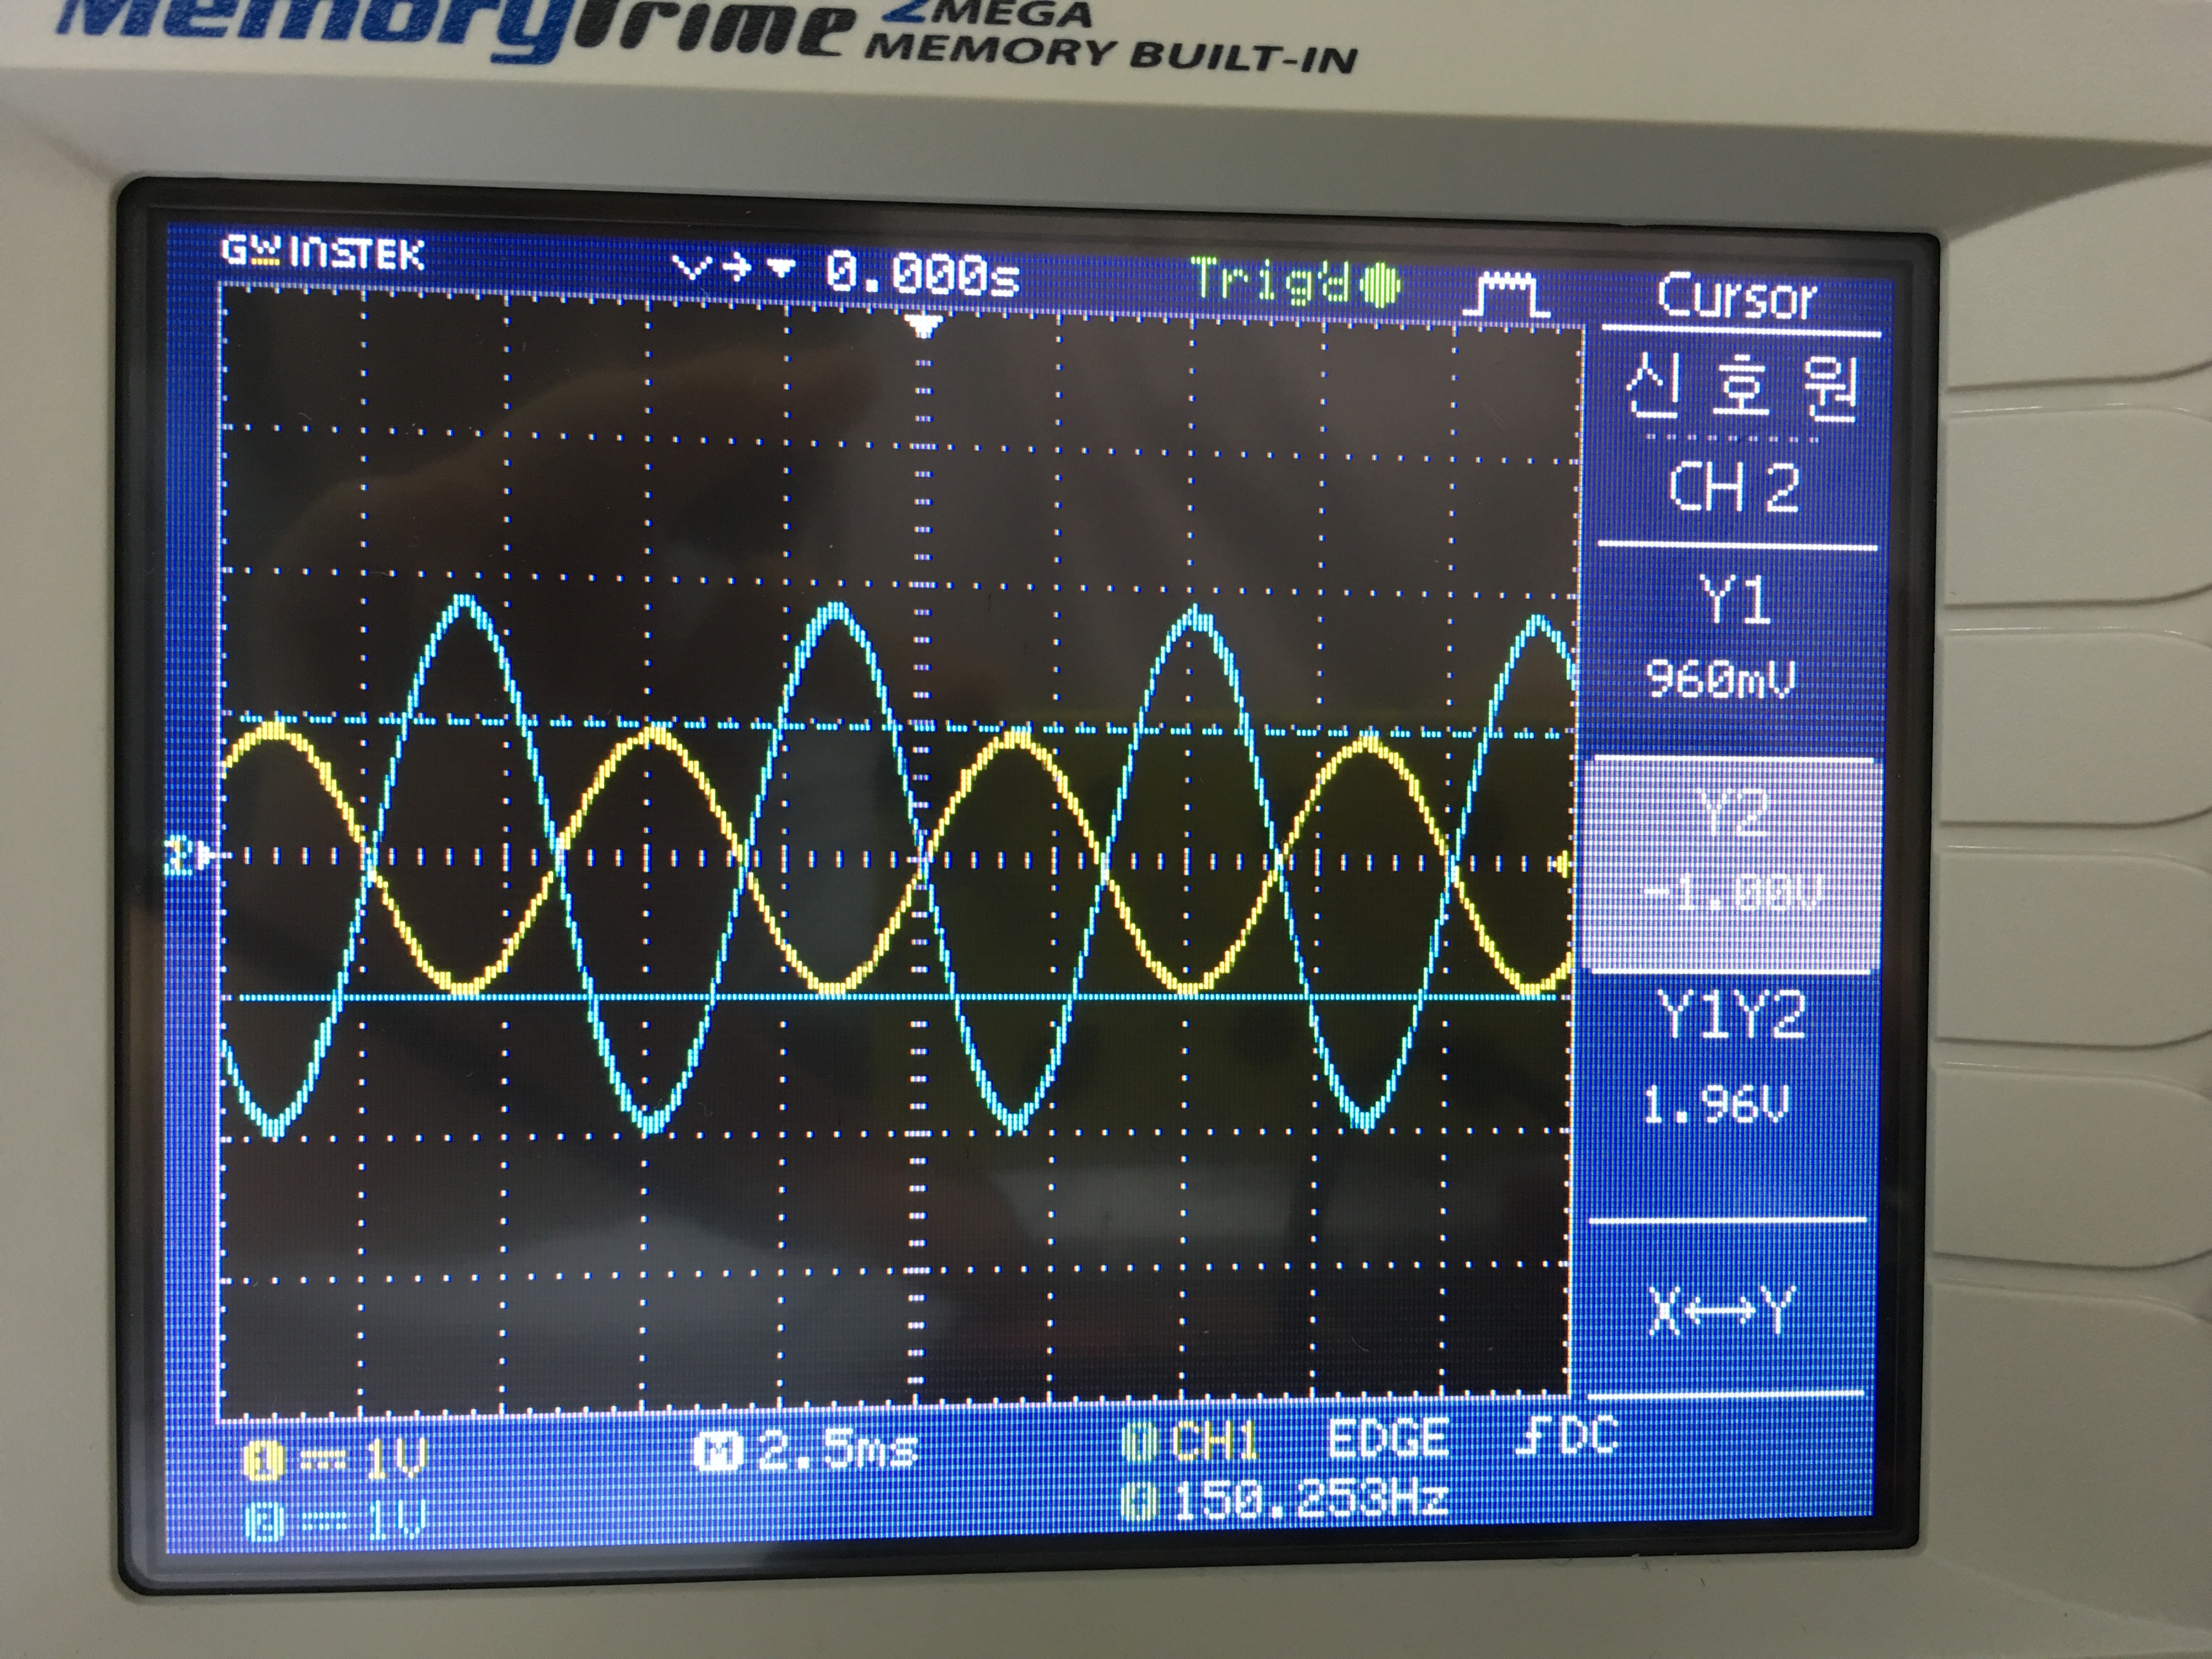 MemoryPrime 2MEGA
MEMORY BUILT-IN
GW INSTEK 0.000s Trig'd Cursor
신호원
CH 2
Y1
960mV
Y2
-1.00V
Y1Y2
1.96V
X↔Y
1 1V M 2.5ms CH1 EDGE DC
2 1V 150.253Hz